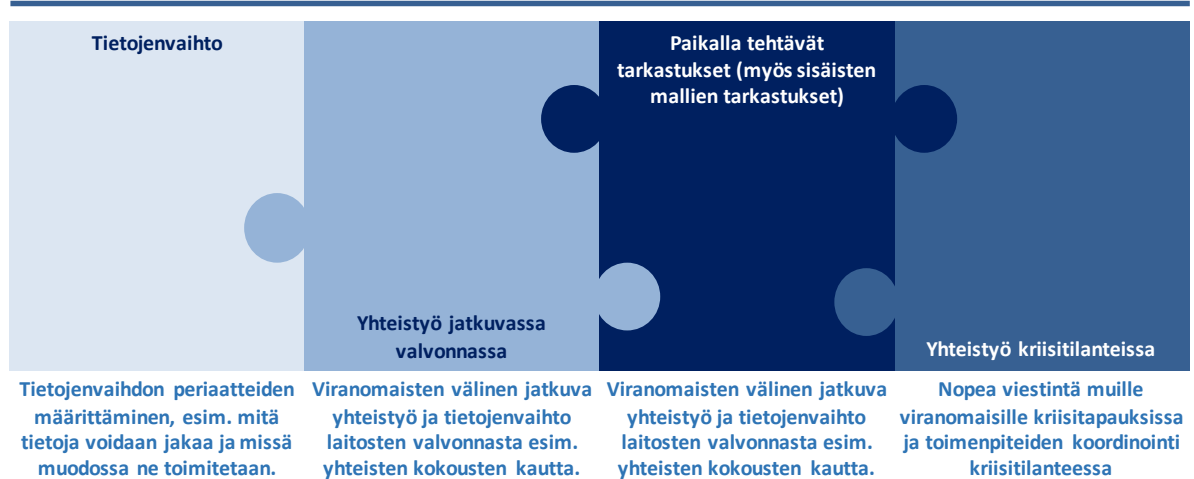 Tietojenvaihto
Paikalla tehtävät
tarkastukset (myös sisäisten
mallien tarkastukset)
Yhteistyö jatkuvassa
valvonnassa
Yhteistyö kriisitilanteissa
Tietojenvaihdon periaatteiden
määrittäminen, esim. mitä
tietoja voidaan jakaa ja missä
muodossa ne toimitetaan.
Viranomaisten välinen jatkuva
yhteistyö ja tietojenvaihto
laitosten valvonnasta esim.
yhteisten kokousten kautta.
Viranomaisten välinen jatkuva
yhteistyö ja tietojenvaihto
laitosten valvonnasta esim.
yhteisten kokousten kautta.
Nopea viestintä muille
viranomaisille kriisitapauksissa
ja toimenpiteiden koordinointi
kriisitilanteessa